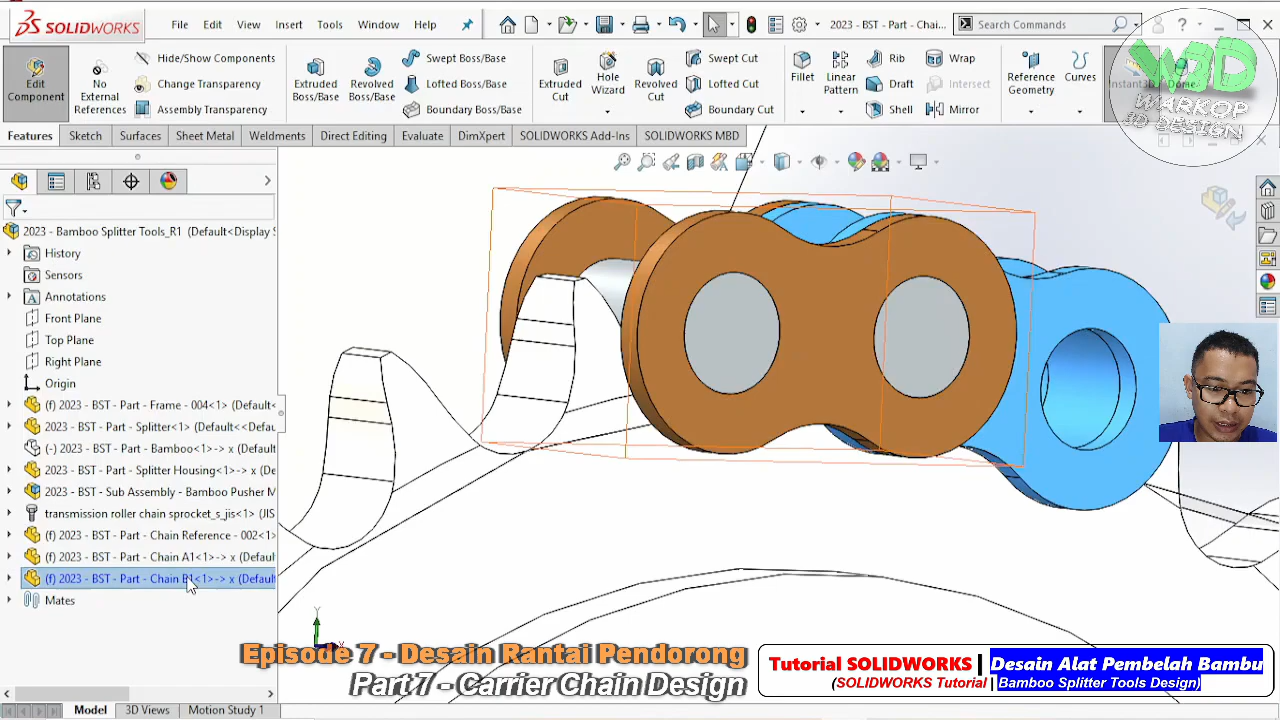 SOLIDWORKS
File Edit View Insert Tools Window Help
2023 - BST - Part - Chai...
Search Commands
Edit Component
No External References
Hide/Show Components
Change Transparency
Assembly Transparency
Extruded Boss/Base
Revolved Boss/Base
Swept Boss/Base
Lofted Boss/Base
Boundary Boss/Base
Extruded Cut
Hole Wizard
Revolved Cut
Swept Cut
Lofted Cut
Boundary Cut
Fillet
Linear Pattern
Rib
Draft
Shell
Wrap
Intersect
Mirror
Reference Geometry
Curves
Instant3D
Dome
W3D
WARKOP
3D DESIGN
Features Sketch Surfaces Sheet Metal Weldments Direct Editing Evaluate DimXpert SOLIDWORKS Add-Ins SOLIDWORKS MBD
2023 - Bamboo Splitter Tools_R1 (Default<Display S
History
Sensors
Annotations
Front Plane
Top Plane
Right Plane
Origin
(f) 2023 - BST - Part - Frame - 004<1> (Default<
2023 - BST - Part - Splitter<1> (Default<<Defau
(-) 2023 - BST - Part - Bamboo<1> -> x (Default
2023 - BST - Part - Splitter Housing<1>-> x (De
2023 - BST - Sub Assembly - Bamboo Pusher M
transmission roller chain sprocket_s_jis<1> (JIS
(f) 2023 - BST - Part - Chain Reference - 002<1>
(f) 2023 - BST - Part - Chain A1<1>-> x (Defaul
(f) 2023 - BST - Part - Chain B1<1>-> x (Defaul
Mates
Y
X
Episode 7 - Desain Rantai Pendorong
Part 7 - Carrier Chain Design
Tutorial SOLIDWORKS | Desain Alat Pembelah Bambu
(SOLIDWORKS Tutorial | Bamboo Splitter Tools Design)
Model 3D Views Motion Study 1